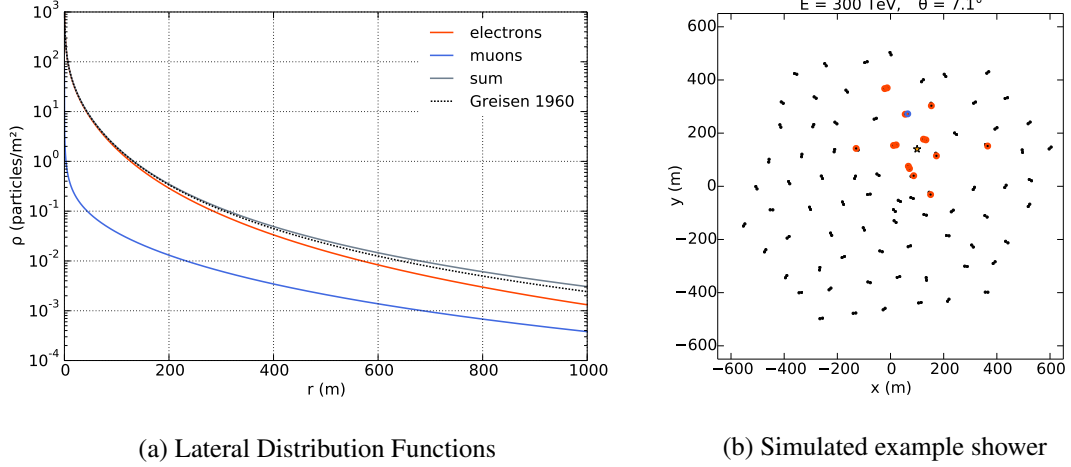 10³
10²
10¹
10⁰
10⁻¹
10⁻²
10⁻³
10⁻⁴
ρ (particles/m²)
0
200
400
600
800
1000
r (m)
electrons
muons
sum
Greisen 1960
(a) Lateral Distribution Functions
E = 300 TeV, θ = 7.1°
600
400
200
0
−200
−400
−600
y (m)
−600 −400 −200 0 200 400 600
x (m)
(b) Simulated example shower